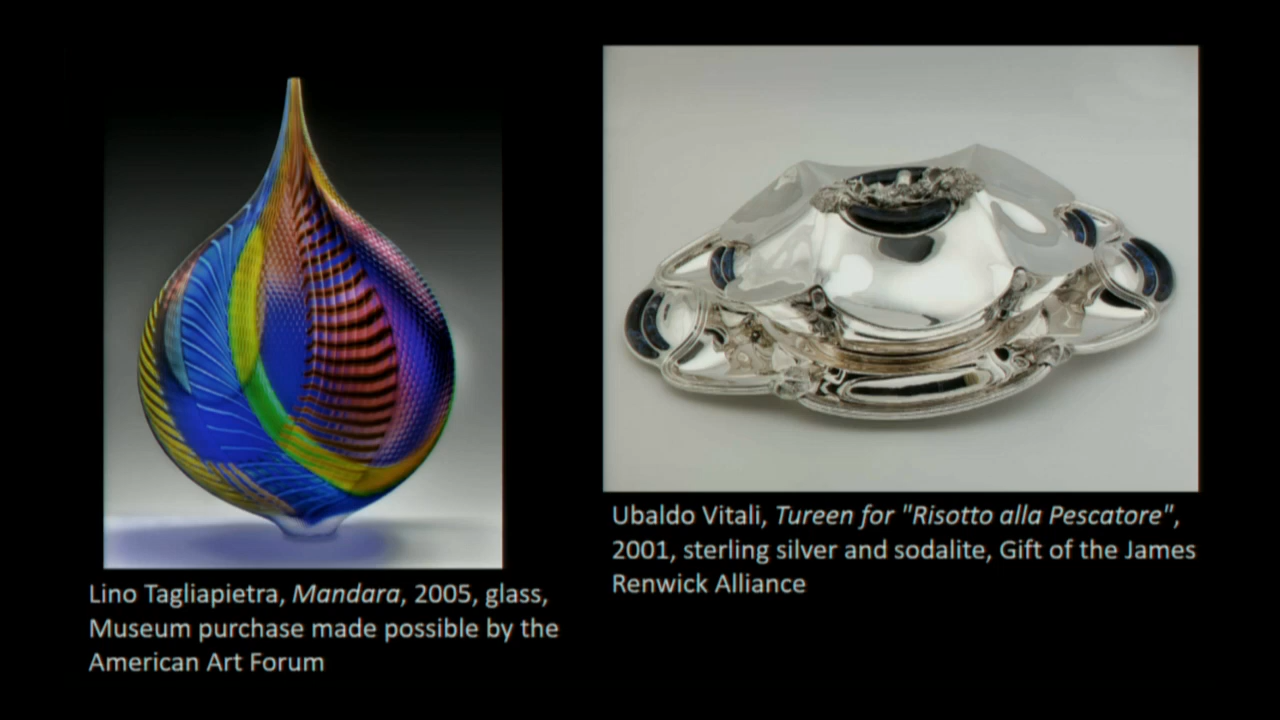 Lino Tagliapietra, Mandara, 2005, glass,
Museum purchase made possible by the
American Art Forum
Ubaldo Vitali, Tureen for "Risotto alla Pescatore",
2001, sterling silver and sodalite, Gift of the James
Renwick Alliance